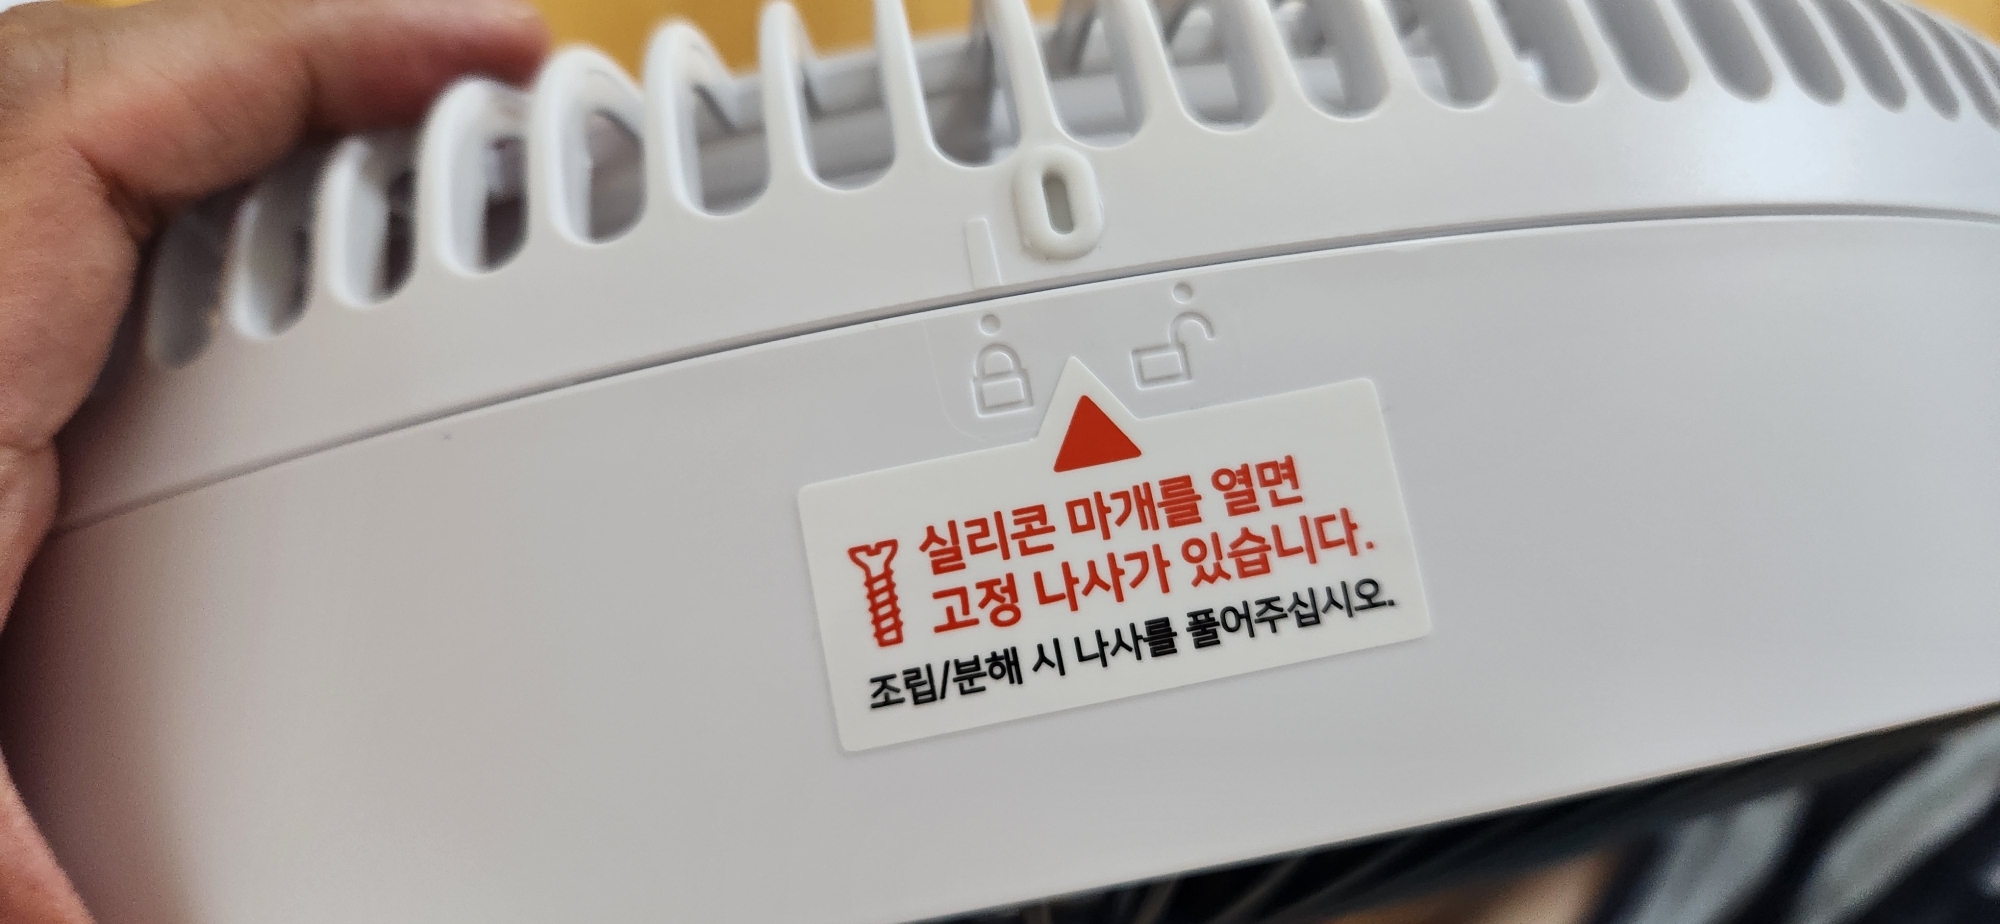 실리콘 마개를 열면
고정 나사가 있습니다.
조립/분해 시 나사를 풀어주십시오.